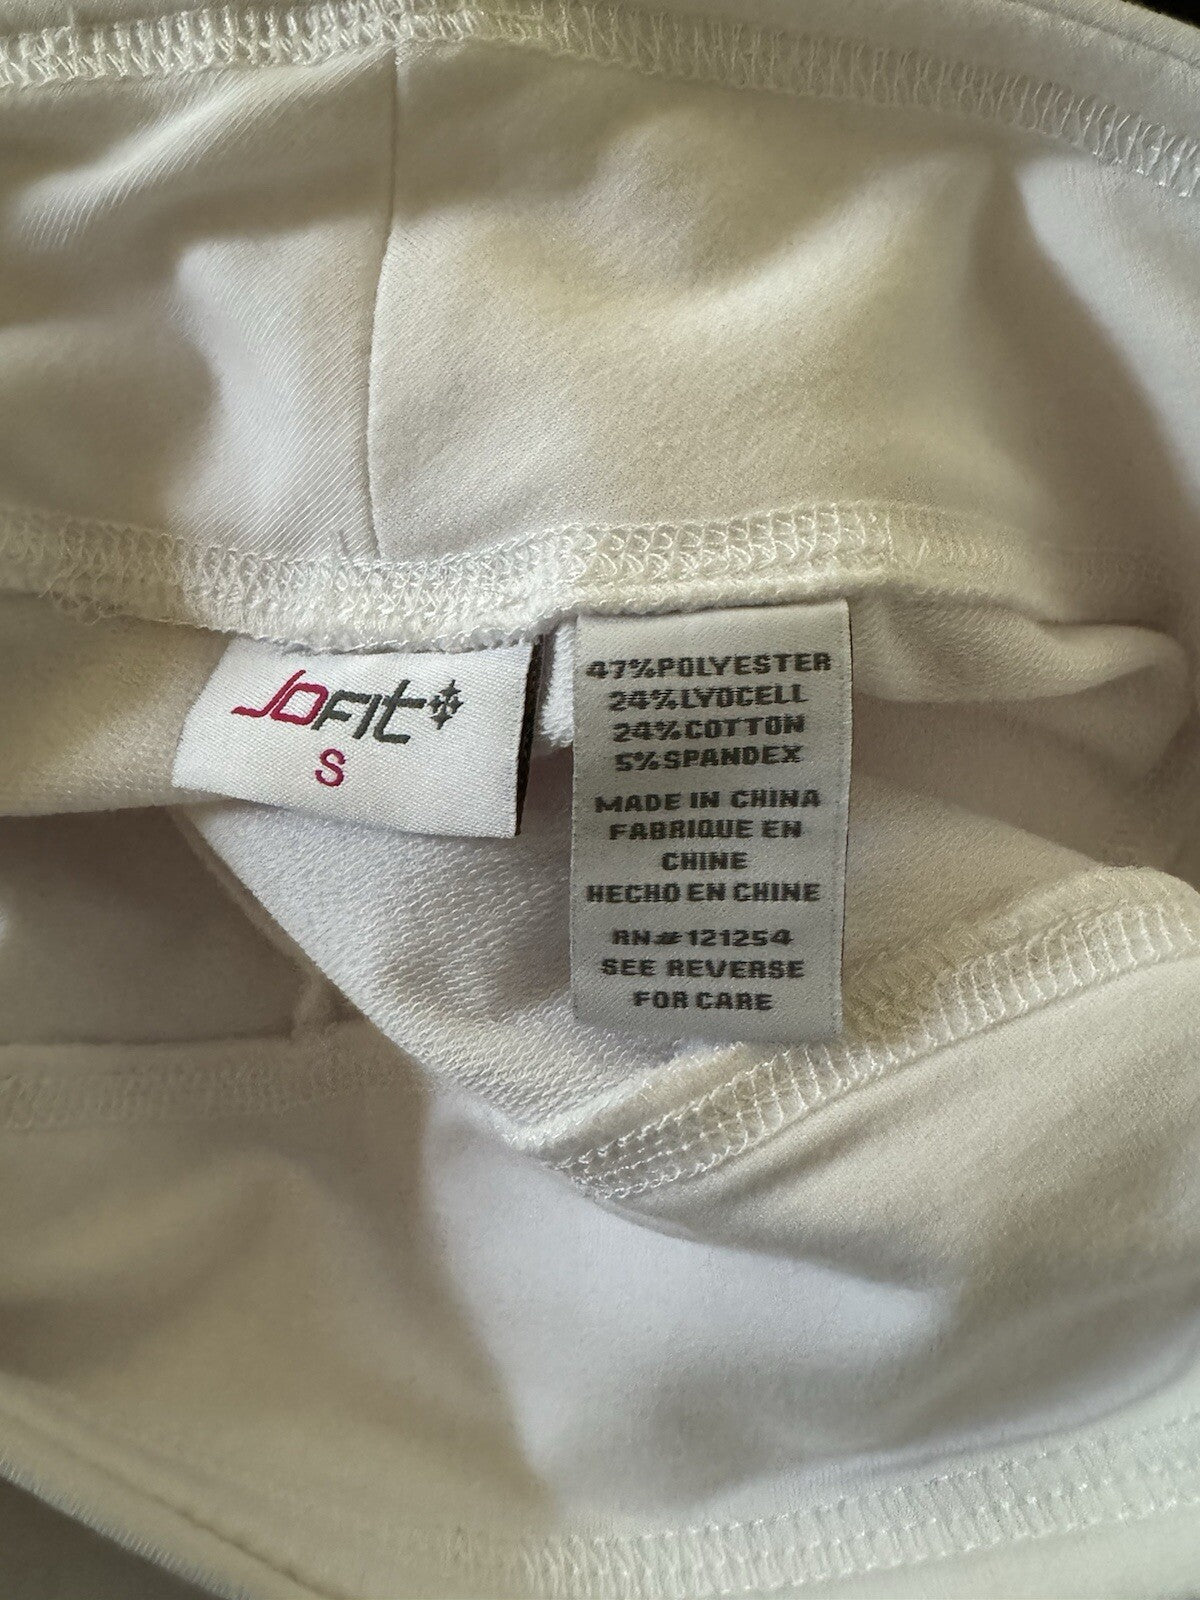 JOFIT
S
47%POLYESTER
24%LYOCELL
24%COTTON
5%SPANDEX
MADE IN CHINA
FABRIQUE EN
CHINE
HECHO EN CHINE
RN#121254
SEE REVERSE
FOR CARE